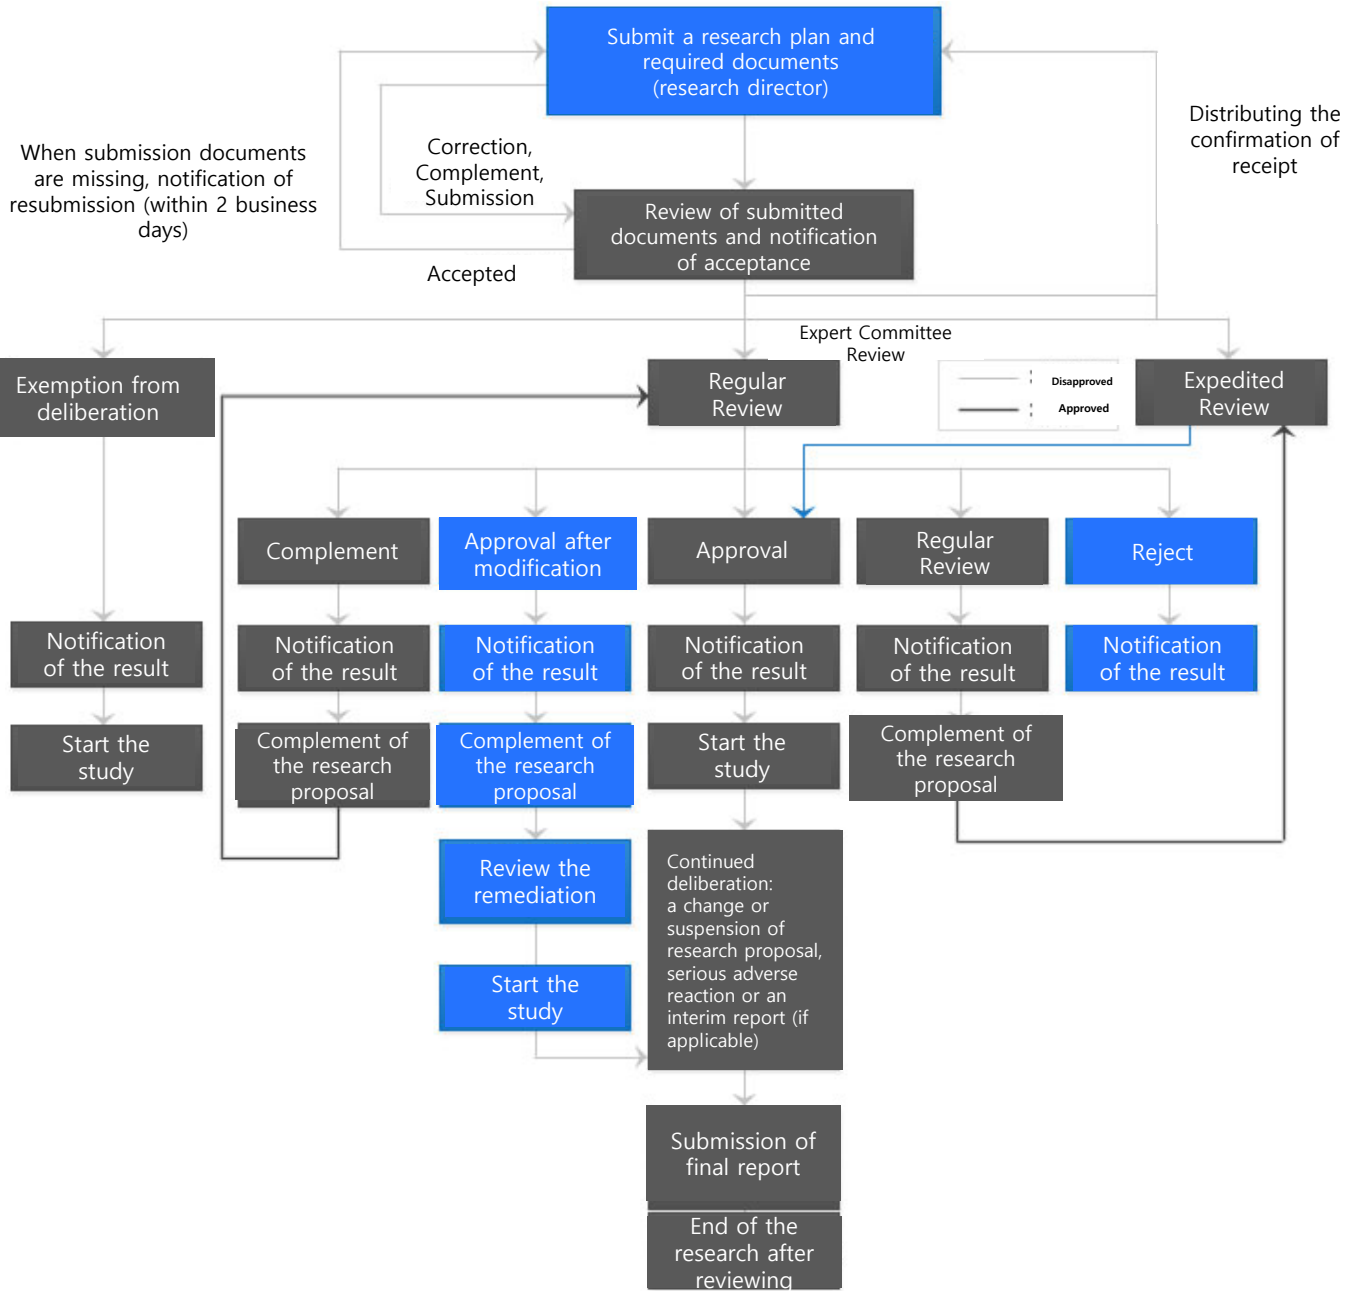 Submit a research plan and
required documents
(research director)
Distributing the
confirmation of
receipt
When submission documents
are missing, notification of
resubmission (within 2 business
days)
Correction,
Complement,
Submission
Review of submitted
documents and notification
of acceptance
Accepted
Expert Committee
Review
Exemption from
deliberation
Regular
Review
Disapproved
Approved
Expedited
Review
Complement
Approval after
modification
Approval
Regular
Review
Reject
Notification
of the result
Notification
of the result
Notification
of the result
Notification
of the result
Notification
of the result
Notification
of the result
Start the
study
Complement of
the research
proposal
Complement of
the research
proposal
Start the
study
Complement of
the research
proposal
Review the
remediation
Start the
study
Continued
deliberation:
a change or
suspension of
research proposal,
serious adverse
reaction or an
interim report (if
applicable)
Submission of
final report
End of the
research after
reviewing